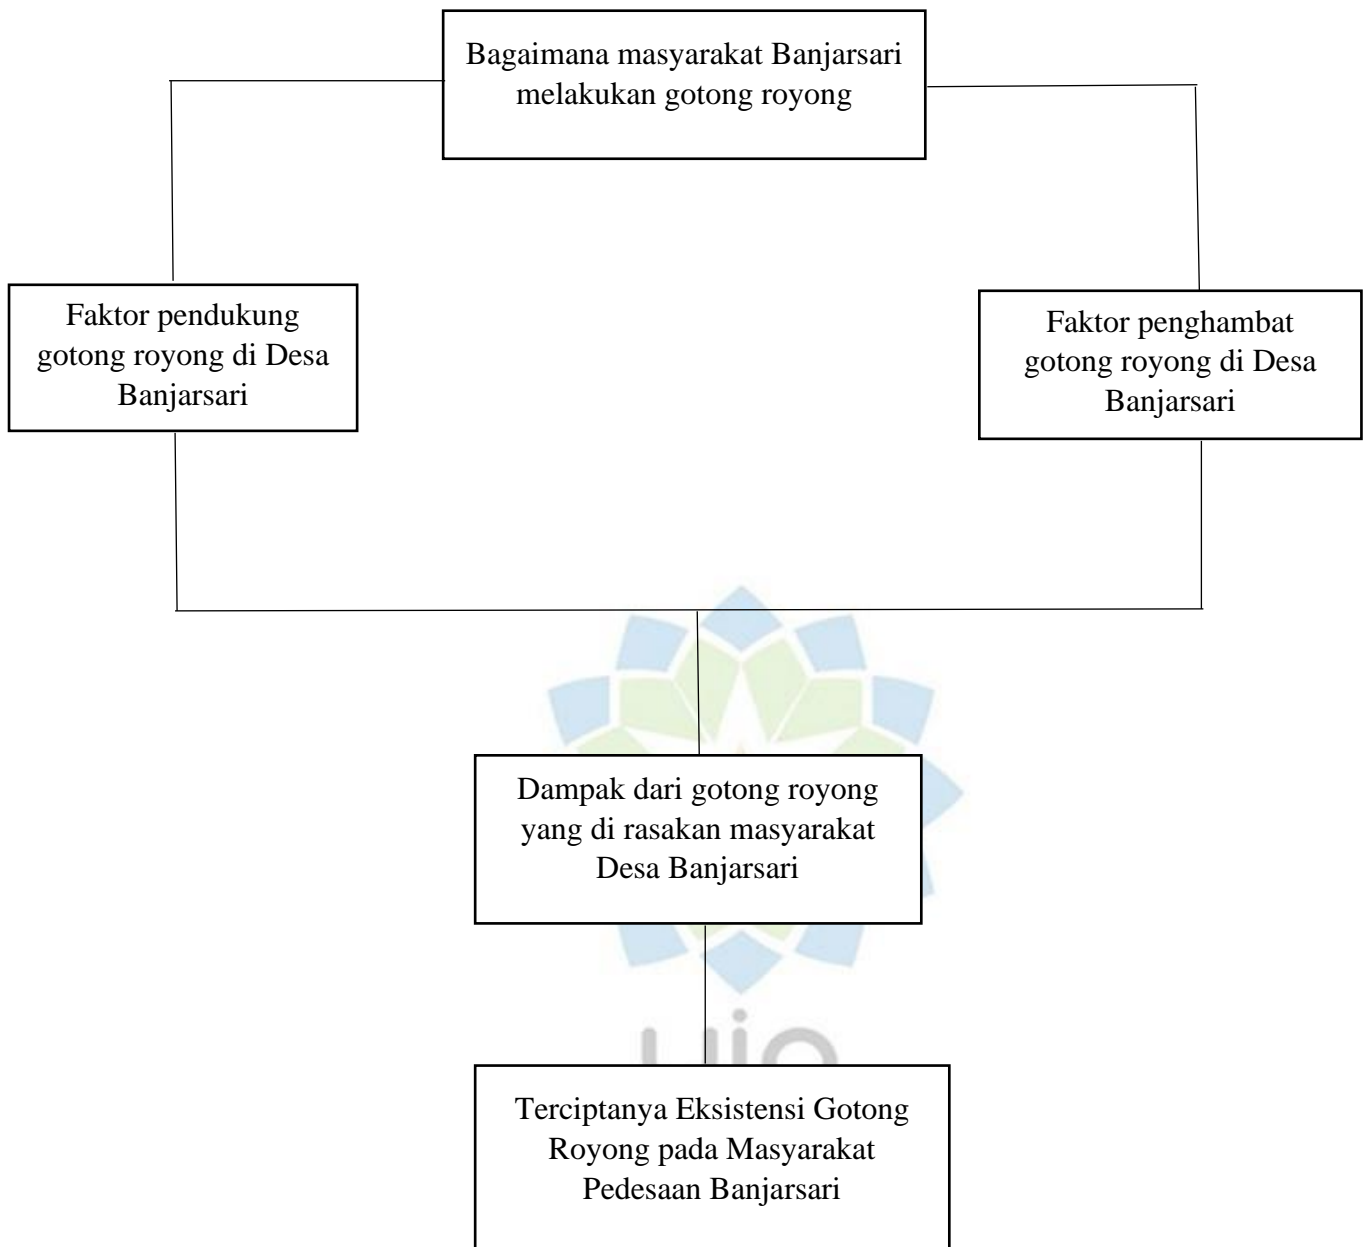 Bagaimana masyarakat Banjarsari
melakukan gotong royong
Faktor pendukung
gotong royong di Desa
Banjarsari
Faktor penghambat
gotong royong di Desa
Banjarsari
Dampak dari gotong royong
yang di rasakan masyarakat
Desa Banjarsari
uin
Terciptanya Eksistensi Gotong
Royong pada Masyarakat
Pedesaan Banjarsari